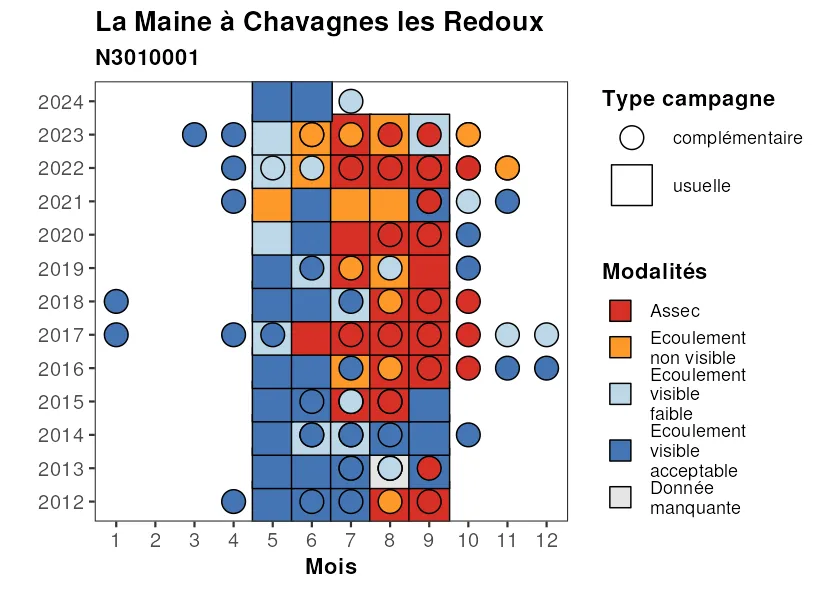 La Maine à Chavagnes les Redoux
N3010001
2024
2023
2022
2021
2020
2019
2018
2017
2016
2015
2014
2013
2012
1 2 3 4 5 6 7 8 9 10 11 12
Mois
Type campagne
complémentaire
usuelle
Modalités
Assec
Ecoulement
non visible
Ecoulement
visible
faible
Ecoulement
visible
acceptable
Donnée
manquante